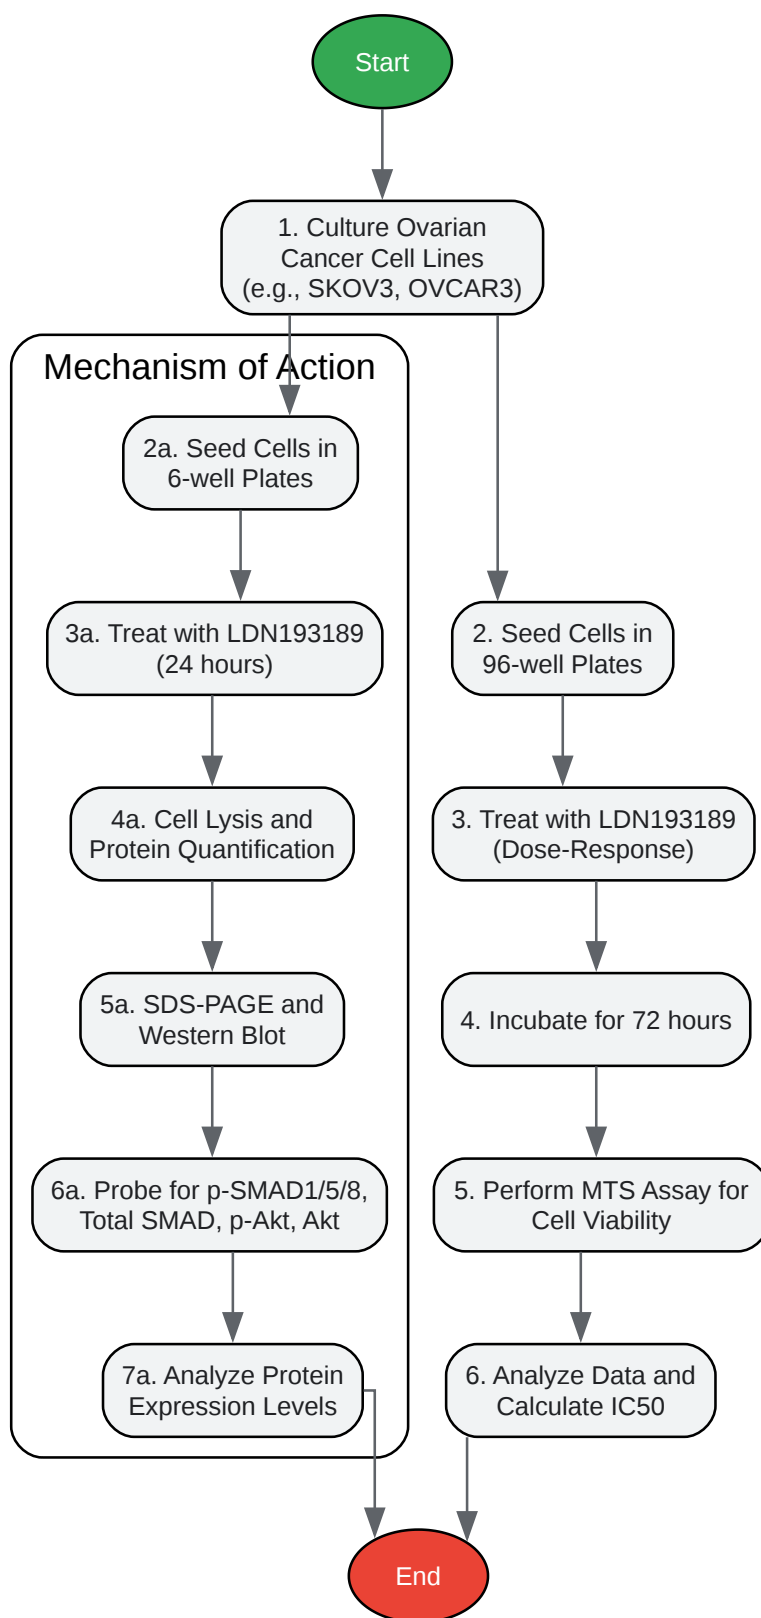 Start
1. Culture Ovarian
Cancer Cell Lines
(e.g., SKOV3, OVCAR3)
Mechanism of Action
2a. Seed Cells in
6-well Plates
3a. Treat with LDN193189
(24 hours)
4a. Cell Lysis and
Protein Quantification
5a. SDS-PAGE and
Western Blot
6a. Probe for p-SMAD1/5/8,
Total SMAD, p-Akt, Akt
7a. Analyze Protein
Expression Levels
2. Seed Cells in
96-well Plates
3. Treat with LDN193189
(Dose-Response)
4. Incubate for 72 hours
5. Perform MTS Assay for
Cell Viability
6. Analyze Data and
Calculate IC50
End